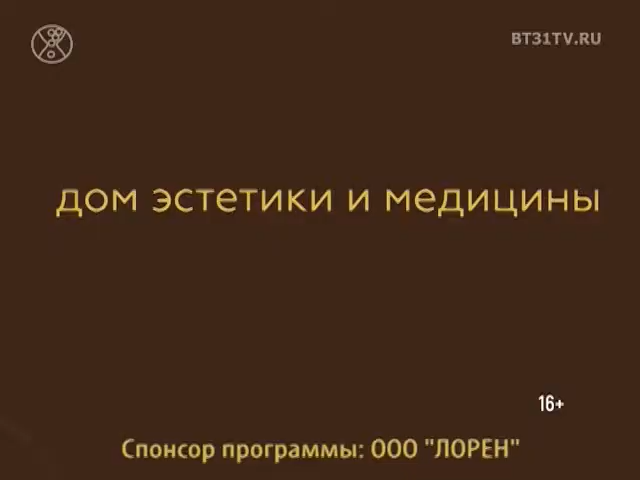 BT31TV.RU
дом эстетики и медицины
16+
Спонсор программы: ООО "ЛОРЕН"